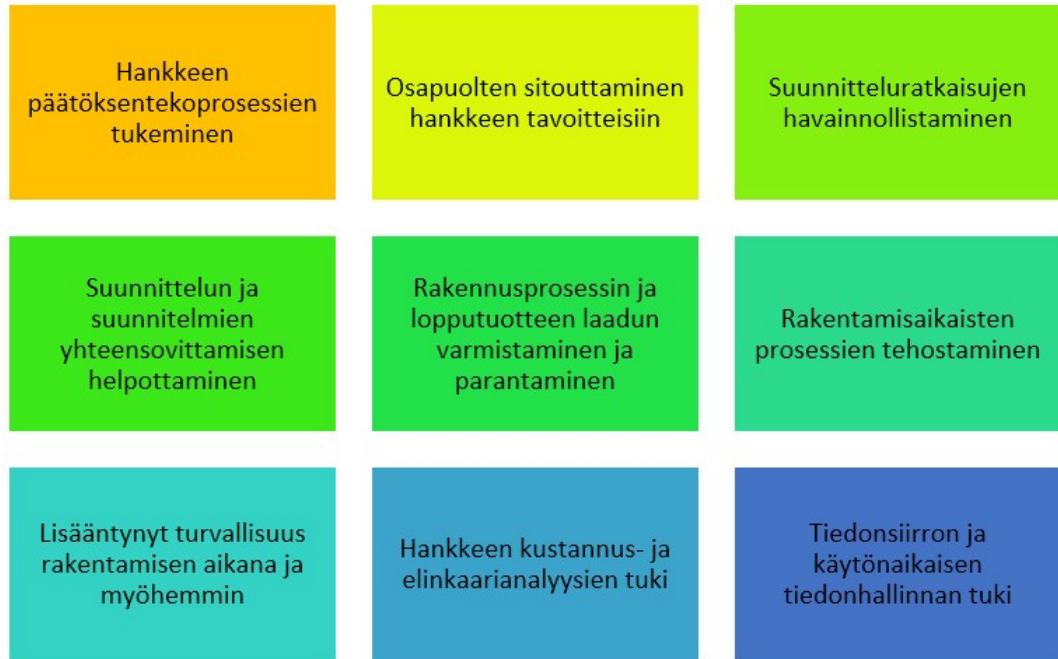 Hankkeen
päätöksentekoprosessien
tukeminen
Osapuolten sitouttaminen
hankkeen tavoitteisiin
Suunnitteluratkaisujen
havainnollistaminen
Suunnittelun ja
suunnitelmien
yhteensovittamisen
helpottaminen
Rakennusprosessin ja
lopputuotteen laadun
varmistaminen ja
parantaminen
Rakentamisaikaisten
prosessien tehostaminen
Lisääntynyt turvallisuus
rakentamisen aikana ja
myöhemmin
Hankkeen kustannus- ja
elinkaarianalyysien tuki
Tiedonsiirron ja
käytönaikaisen
tiedonhallinnan tuki